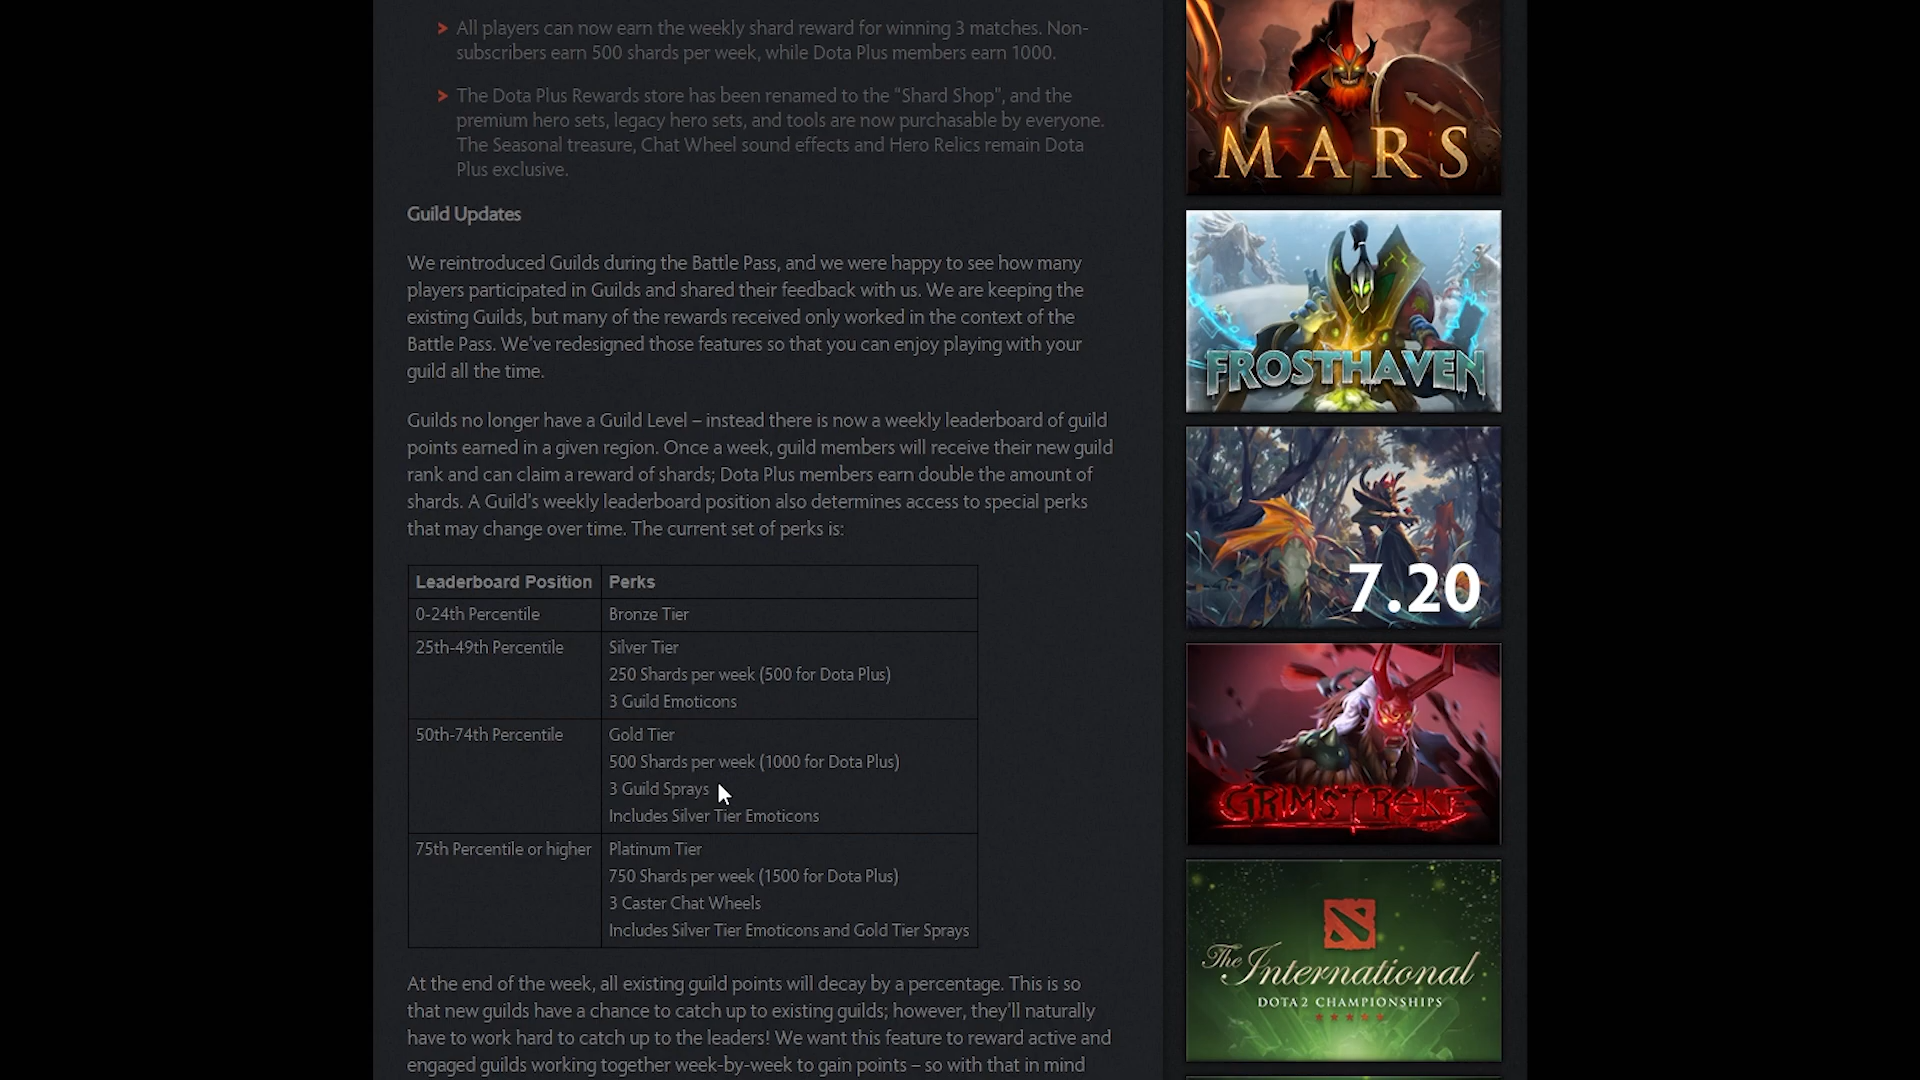 All players can now earn the weekly shard reward for winning 3 matches. Non-
subscribers earn 500 shards per week, while Dota Plus members earn 1000.
The Dota Plus Rewards store has been renamed to the "Shard Shop", and the
premium hero sets, legacy hero sets, and tools are now purchasable by everyone.
The Seasonal treasure, Chat Wheel sound effects and Hero Relics remain Dota
Plus exclusive.
Guild Updates
We reintroduced Guilds during the Battle Pass, and we were happy to see how many
players participated in Guilds and shared their feedback with us. We are keeping the
existing Guilds, but many of the rewards received only worked in the context of the
Battle Pass. We've redesigned those features so that you can enjoy playing with your
guild all the time.
Guilds no longer have a Guild Level – instead there is now a weekly leaderboard of guild
points earned in a given region. Once a week, guild members will receive their new guild
rank and can claim a reward of shards; Dota Plus members earn double the amount of
shards. A Guild's weekly leaderboard position also determines access to special perks
that may change over time. The current set of perks is:
Leaderboard Position Perks
0-24th Percentile Bronze Tier
25th-49th Percentile Silver Tier
250 Shards per week (500 for Dota Plus)
3 Guild Emoticons
50th-74th Percentile Gold Tier
500 Shards per week (1000 for Dota Plus)
3 Guild Sprays
Includes Silver Tier Emoticons
75th Percentile or higher Platinum Tier
750 Shards per week (1500 for Dota Plus)
3 Caster Chat Wheels
Includes Silver Tier Emoticons and Gold Tier Sprays
At the end of the week, all existing guild points will decay by a percentage. This is so
that new guilds have a chance to catch up to existing guilds; however, they'll naturally
have to work hard to catch up to the leaders! We want this feature to reward active and
engaged guilds working together week-by-week to gain points – so with that in mind
MARS
FROSTHAVEN
7.20
GRIMSTROKE
The International
DOTA 2 CHAMPIONSHIPS